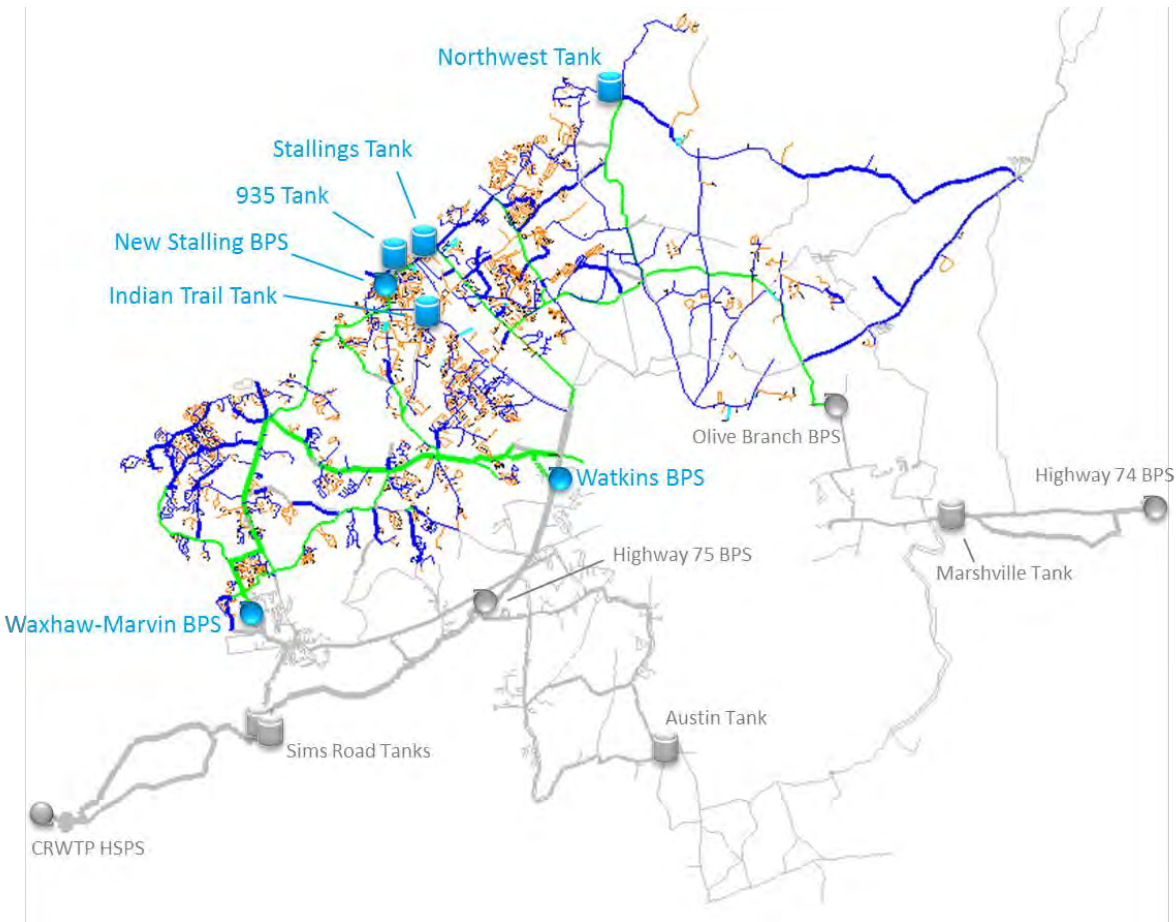 Northwest Tank
Stallings Tank
935 Tank
New Stalling BPS
Indian Trail Tank
Olive Branch BPS
Highway 74 BPS
Watkins BPS
Highway 75 BPS
Marshville Tank
Waxhaw-Marvin BPS
Austin Tank
Sims Road Tanks
CRWTP HSPS